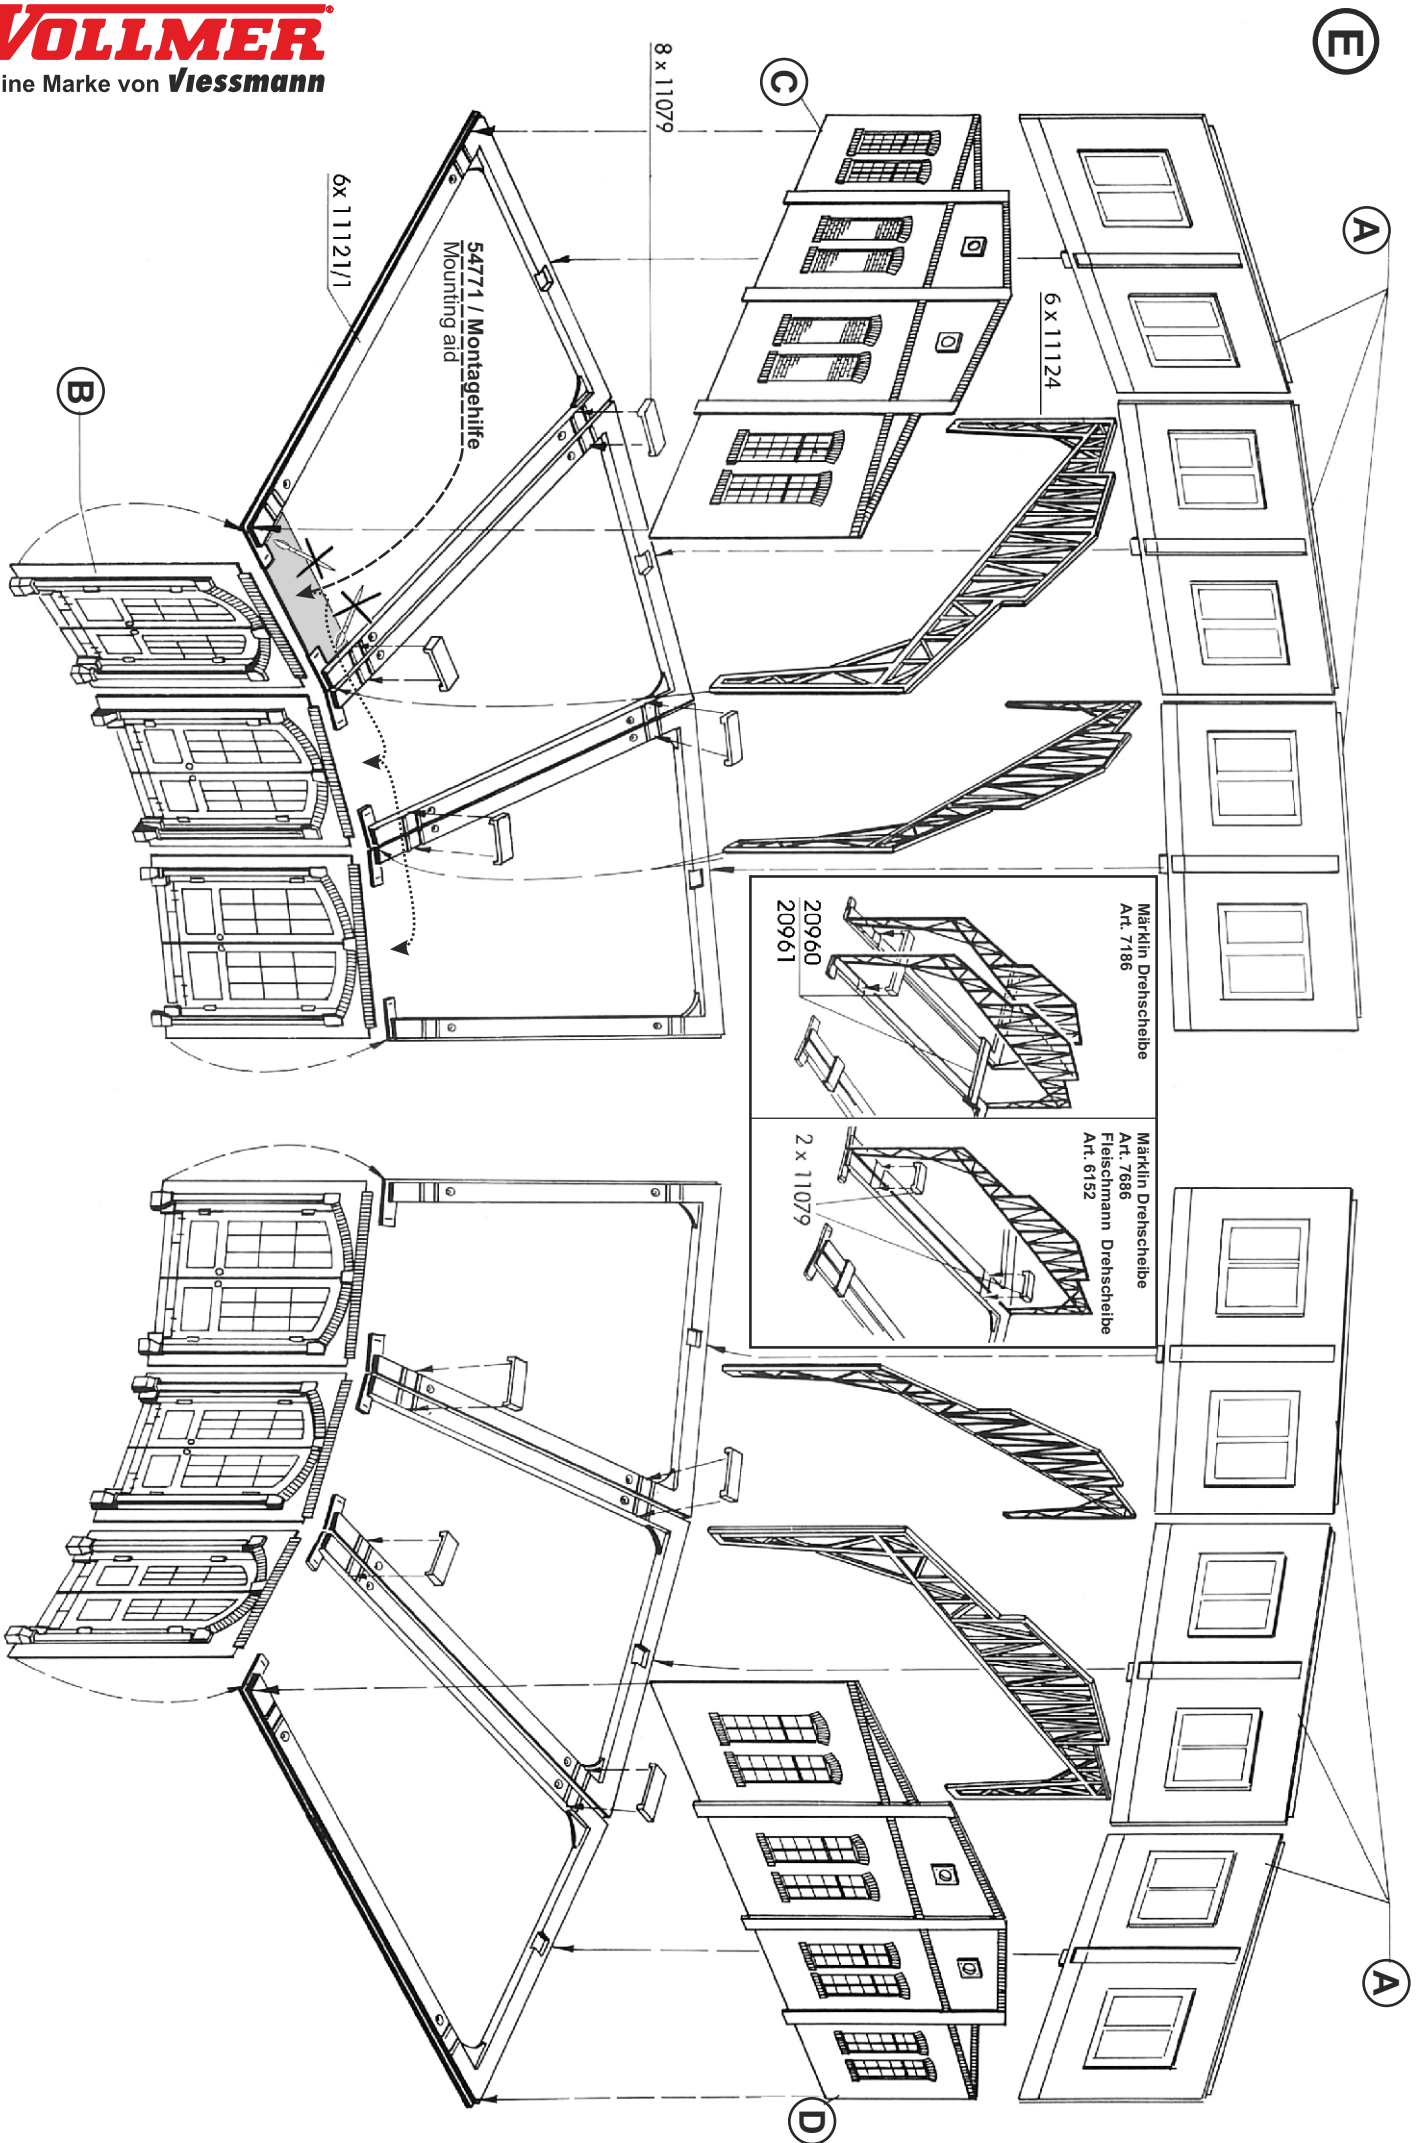 VOLLMER
ine Marke von Viessmann
E
A
C
8 x 11079
6 x 11124
6x 11121/1
54771 / Montagehilfe
Mounting aid
B
Märklin Drehscheibe
Art. 7186
20960
20961
Märklin Drehscheibe
Art. 7686
Fleischmann Drehscheibe
Art. 6152
2 x 11079
A
D